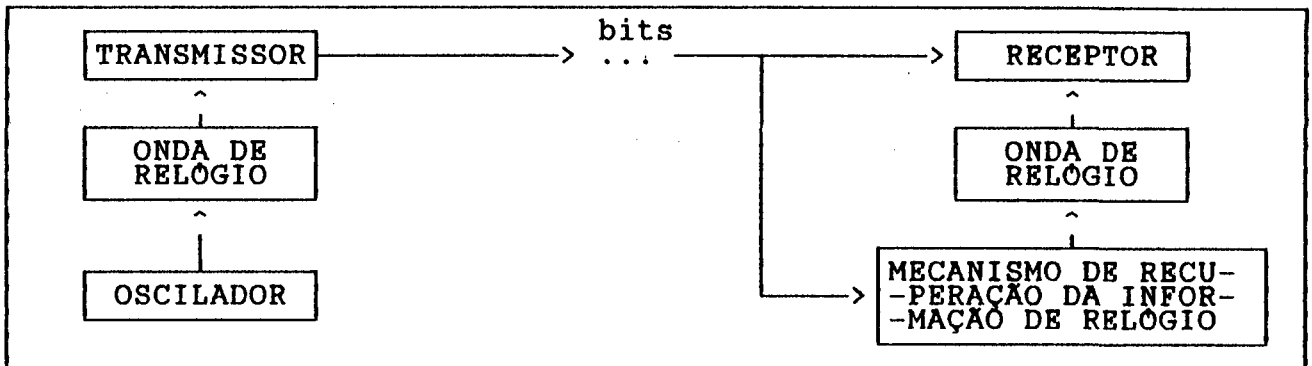 bits
...
TRANSMISSOR
RECEPTOR
ONDA DE
RELÓGIO
ONDA DE
RELÓGIO
OSCILADOR
MECANISMO DE RECU-
-PERAÇÃO DA INFOR-
-MAÇÃO DE RELÓGIO